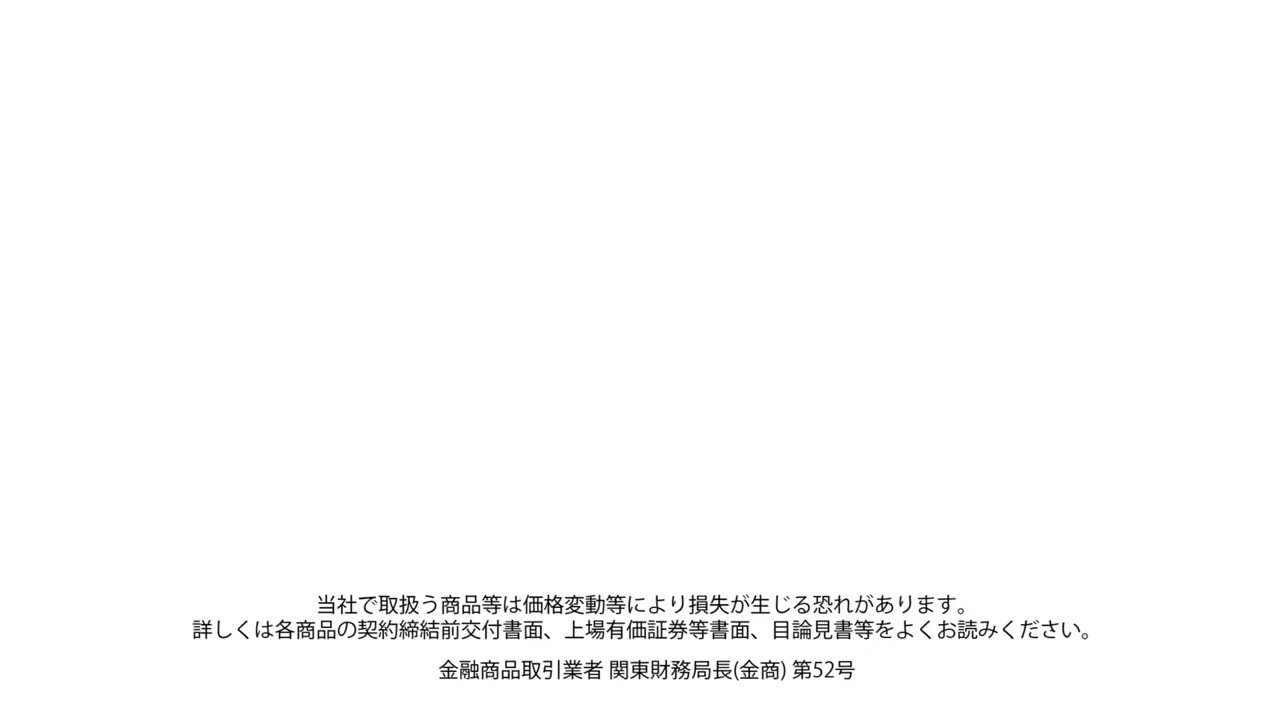 当社で取扱う商品等は価格変動等により損失が生じる恐れがあります。
詳しくは各商品の契約締結前交付書面、上場有価証券等書面、目論見書等をよくお読みください。
金融商品取引業者 関東財務局長(金商) 第52号